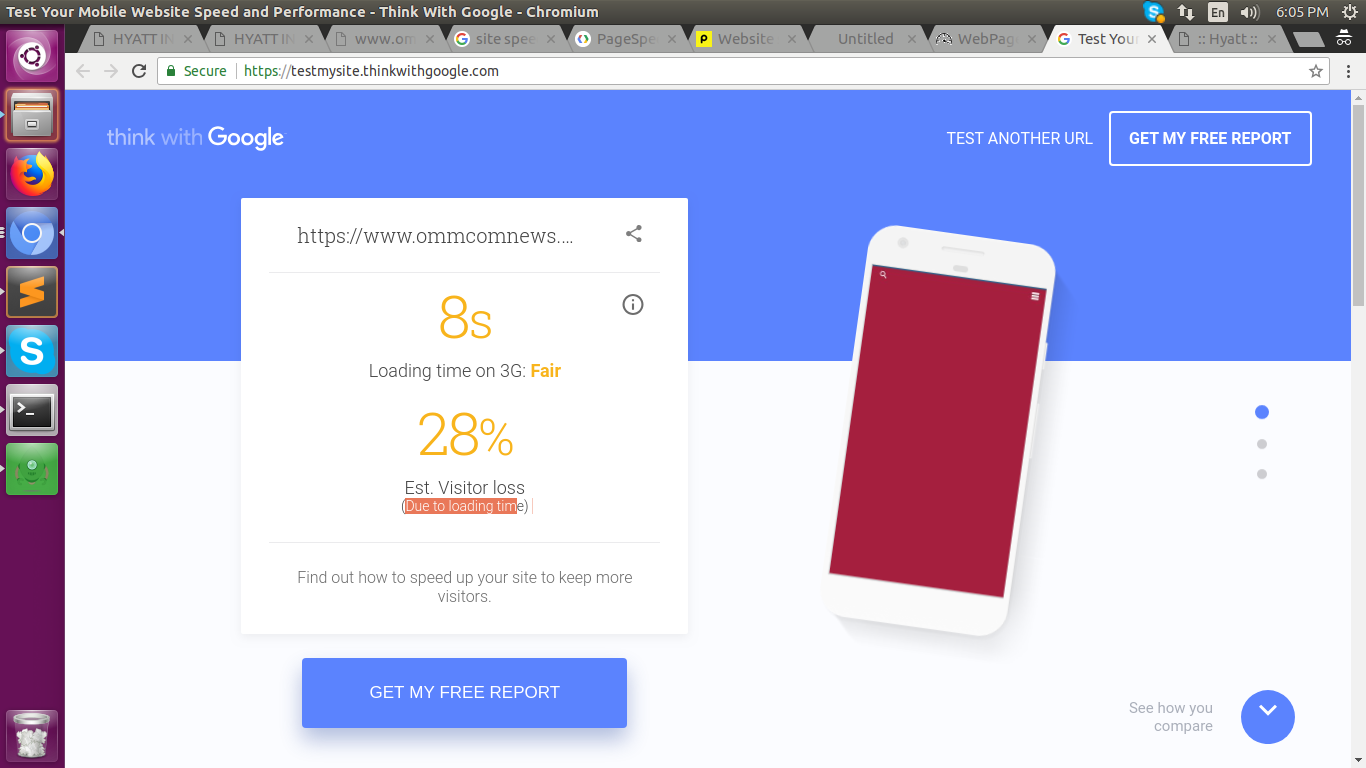 Test Your Mobile Website Speed and Performance - Think With Google - Chromium
En
6:05 PM
HYATT IN
HYATT IN
www.om
site spee
PageSpe
Website
Untitled
WebPage
Test You
:: Hyatt ::
Secure
https://testmysite.thinkwithgoogle.com
think with Google
TEST ANOTHER URL
GET MY FREE REPORT
https://www.ommcomnews....
8s
Loading time on 3G: Fair
28%
Est. Visitor loss
(Due to loading time)
Find out how to speed up your site to keep more
visitors.
GET MY FREE REPORT
See how you
compare